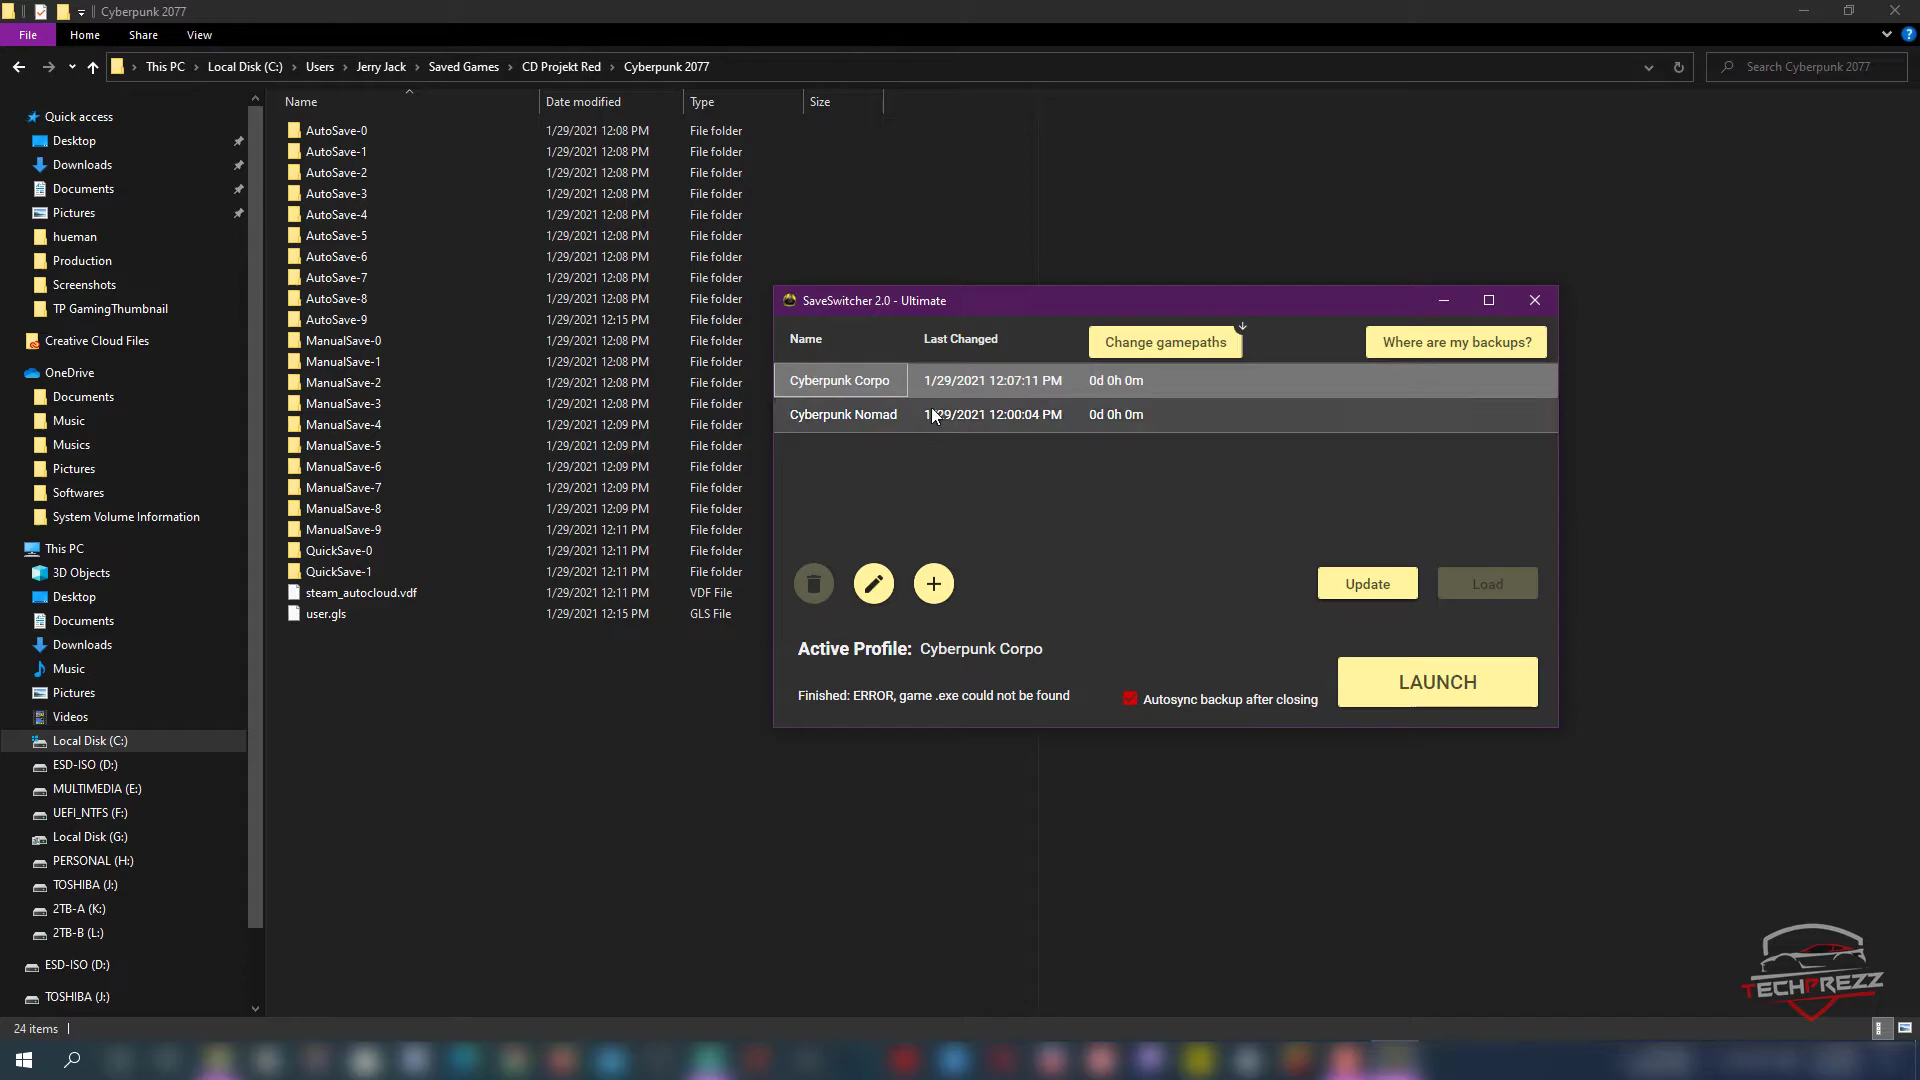 Cyberpunk 2077
File Home Share View
This PC Local Disk (C:) Users Jerry Jack Saved Games CD Projekt Red Cyberpunk 2077
Search Cyberpunk 2077
Quick access
Desktop
Downloads
Documents
Pictures
hueman
Production
Screenshots
TP GamingThumbnail
Creative Cloud Files
OneDrive
Documents
Music
Musics
Pictures
Softwares
System Volume Information
This PC
3D Objects
Desktop
Documents
Downloads
Music
Pictures
Videos
Local Disk (C:)
ESD-ISO (D:)
MULTIMEDIA (E:)
UEFI_NTFS (F:)
Local Disk (G:)
PERSONAL (H:)
TOSHIBA (J:)
2TB-A (K:)
2TB-B (L:)
ESD-ISO (D:)
TOSHIBA (J:)
Name Date modified Type Size
AutoSave-0 1/29/2021 12:08 PM File folder
AutoSave-1 1/29/2021 12:08 PM File folder
AutoSave-2 1/29/2021 12:08 PM File folder
AutoSave-3 1/29/2021 12:08 PM File folder
AutoSave-4 1/29/2021 12:08 PM File folder
AutoSave-5 1/29/2021 12:08 PM File folder
AutoSave-6 1/29/2021 12:08 PM File folder
AutoSave-7 1/29/2021 12:08 PM File folder
AutoSave-8 1/29/2021 12:08 PM File folder
AutoSave-9 1/29/2021 12:15 PM File folder
ManualSave-0 1/29/2021 12:08 PM File folder
ManualSave-1 1/29/2021 12:08 PM File folder
ManualSave-2 1/29/2021 12:08 PM File folder
ManualSave-3 1/29/2021 12:08 PM File folder
ManualSave-4 1/29/2021 12:09 PM File folder
ManualSave-5 1/29/2021 12:09 PM File folder
ManualSave-6 1/29/2021 12:09 PM File folder
ManualSave-7 1/29/2021 12:09 PM File folder
ManualSave-8 1/29/2021 12:09 PM File folder
ManualSave-9 1/29/2021 12:11 PM File folder
QuickSave-0 1/29/2021 12:11 PM File folder
QuickSave-1 1/29/2021 12:11 PM File folder
steam_autocloud.vdf 1/29/2021 12:11 PM VDF File
user.gls 1/29/2021 12:15 PM GLS File
SaveSwitcher 2.0 - Ultimate
Name Last Changed Change gamepaths Where are my backups?
Cyberpunk Corpo 1/29/2021 12:07:11 PM 0d 0h 0m
Cyberpunk Nomad 1/29/2021 12:00:04 PM 0d 0h 0m
Update Load
Active Profile: Cyberpunk Corpo
Finished: ERROR, game .exe could not be found
Autosync backup after closing
LAUNCH
TECHPREZZ
24 items